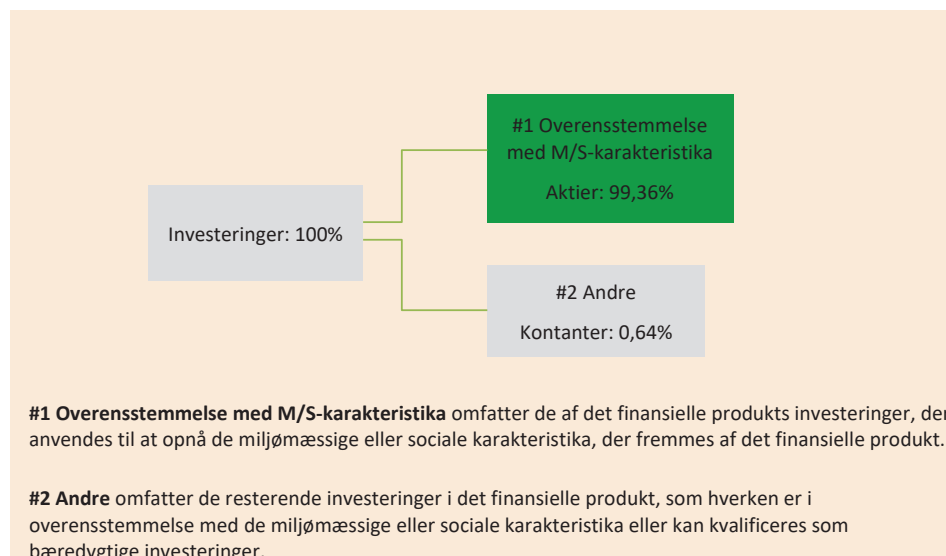 #1 Overensstemmelse
med M/S-karakteristika
Aktier: 99,36%
Investeringer: 100%
#2 Andre
Kontanter: 0,64%
#1 Overensstemmelse med M/S-karakteristika omfatter de af det finansielle produkts investeringer, der
anvendes til at opnå de miljømæssige eller sociale karakteristika, der fremmes af det finansielle produkt.
#2 Andre omfatter de resterende investeringer i det finansielle produkt, som hverken er i
overensstemmelse med de miljømæssige eller sociale karakteristika eller kan kvalificeres som
bæredygtige investeringer.